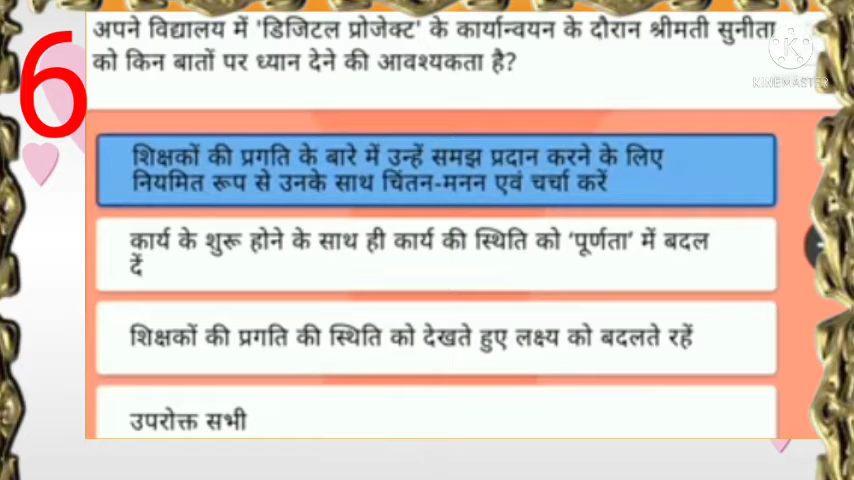 6
अपने विद्यालय में 'डिजिटल प्रोजेक्ट' के कार्यान्वयन के दौरान श्रीमती सुनीता
को किन बातों पर ध्यान देने की आवश्यकता है?
KINEMASTER
शिक्षकों की प्रगति के बारे में उन्हें समझ प्रदान करने के लिए
नियमित रूप से उनके साथ चिंतन-मनन एवं चर्चा करें
कार्य के शुरू होने के साथ ही कार्य की स्थिति को ‘पूर्णता’ में बदल
दें
शिक्षकों की प्रगति की स्थिति को देखते हुए लक्ष्य को बदलते रहें
उपरोक्त सभी